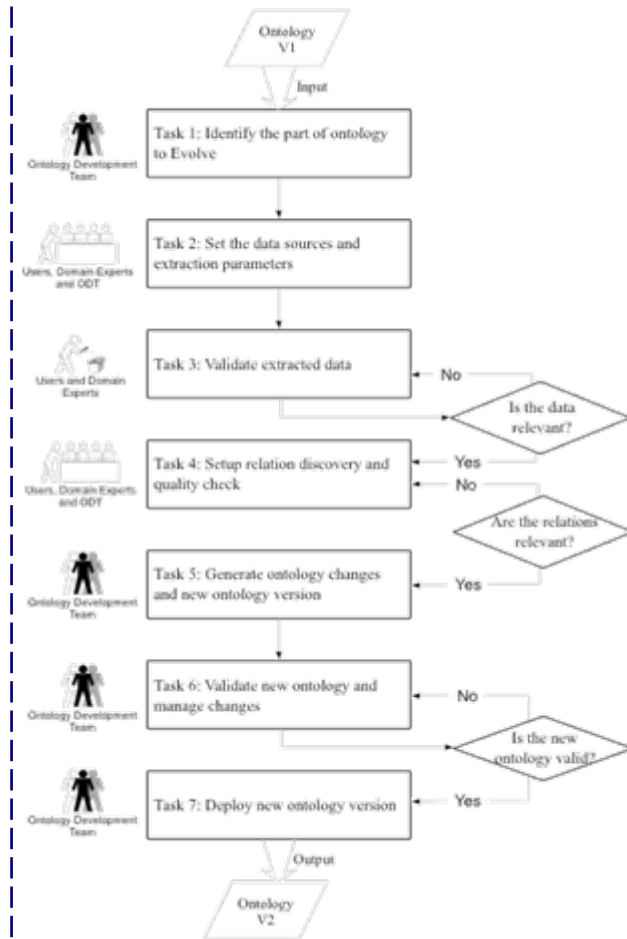 Ontology
V1
Input
Task 1: Identify the part of ontology
to Evolve
Ontology Development
Team
Task 2: Set the data sources and
extraction parameters
Users, Domain-Experts
and ODT
Task 3: Validate extracted data
Users and Domain
Experts
No
Is the data
relevant?
Yes
Task 4: Setup relation discovery and
quality check
Users, Domain-Experts
and ODT
No
Are the relations
relevant?
Yes
Task 5: Generate ontology changes
and new ontology version
Ontology Development
Team
Task 6: Validate new ontology and
manage changes
Ontology Development
Team
No
Is the new
ontology valid?
Yes
Task 7: Deploy new ontology version
Ontology Development
Team
Output
Ontology
V2